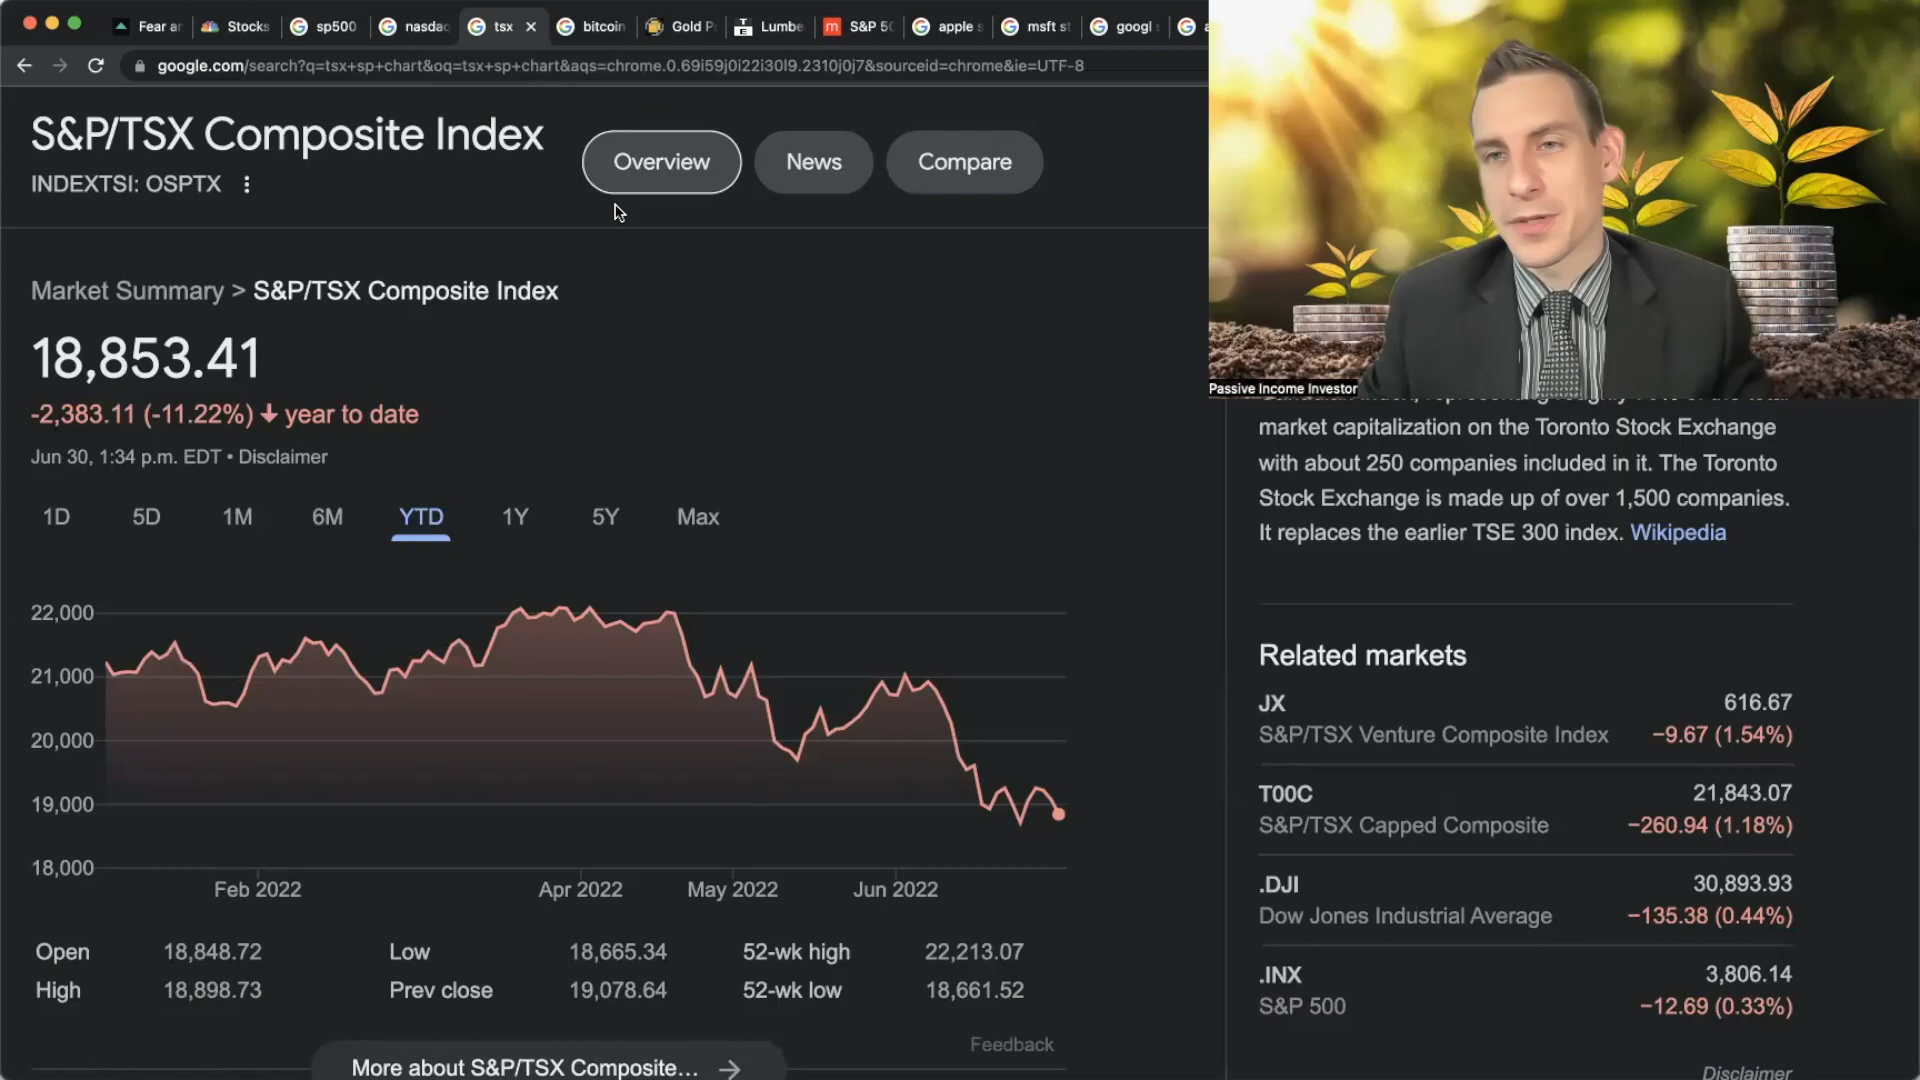 Fear ar
Stocks
sp500
nasdaq
tsx
bitcoin
Gold P
Lumbe
S&P 50
apple s
msft st
googl
google.com/search?q=tsx+sp+chart&oq=tsx+sp+chart&aqs=chrome.0.69i59j0i22i30l9.2310j0j7&sourceid=chrome&ie=UTF-8
S&P/TSX Composite Index
INDEXTSI: OSPTX
Overview
News
Compare
Market Summary > S&P/TSX Composite Index
18,853.41
-2,383.11 (-11.22%) year to date
Jun 30, 1:34 p.m. EDT • Disclaimer
1D 5D 1M 6M YTD 1Y 5Y Max
22,000
21,000
20,000
19,000
18,000
Feb 2022 Apr 2022 May 2022 Jun 2022
Open 18,848.72 Low 18,665.34 52-wk high 22,213.07
High 18,898.73 Prev close 19,078.64 52-wk low 18,661.52
Feedback
More about S&P/TSX Composite...
Passive Income Investor
market capitalization on the Toronto Stock Exchange
with about 250 companies included in it. The Toronto
Stock Exchange is made up of over 1,500 companies.
It replaces the earlier TSE 300 index. Wikipedia
Related markets
JX 616.67
S&P/TSX Venture Composite Index −9.67 (1.54%)
T00C 21,843.07
S&P/TSX Capped Composite −260.94 (1.18%)
.DJI 30,893.93
Dow Jones Industrial Average −135.38 (0.44%)
.INX 3,806.14
S&P 500 −12.69 (0.33%)
Disclaimer